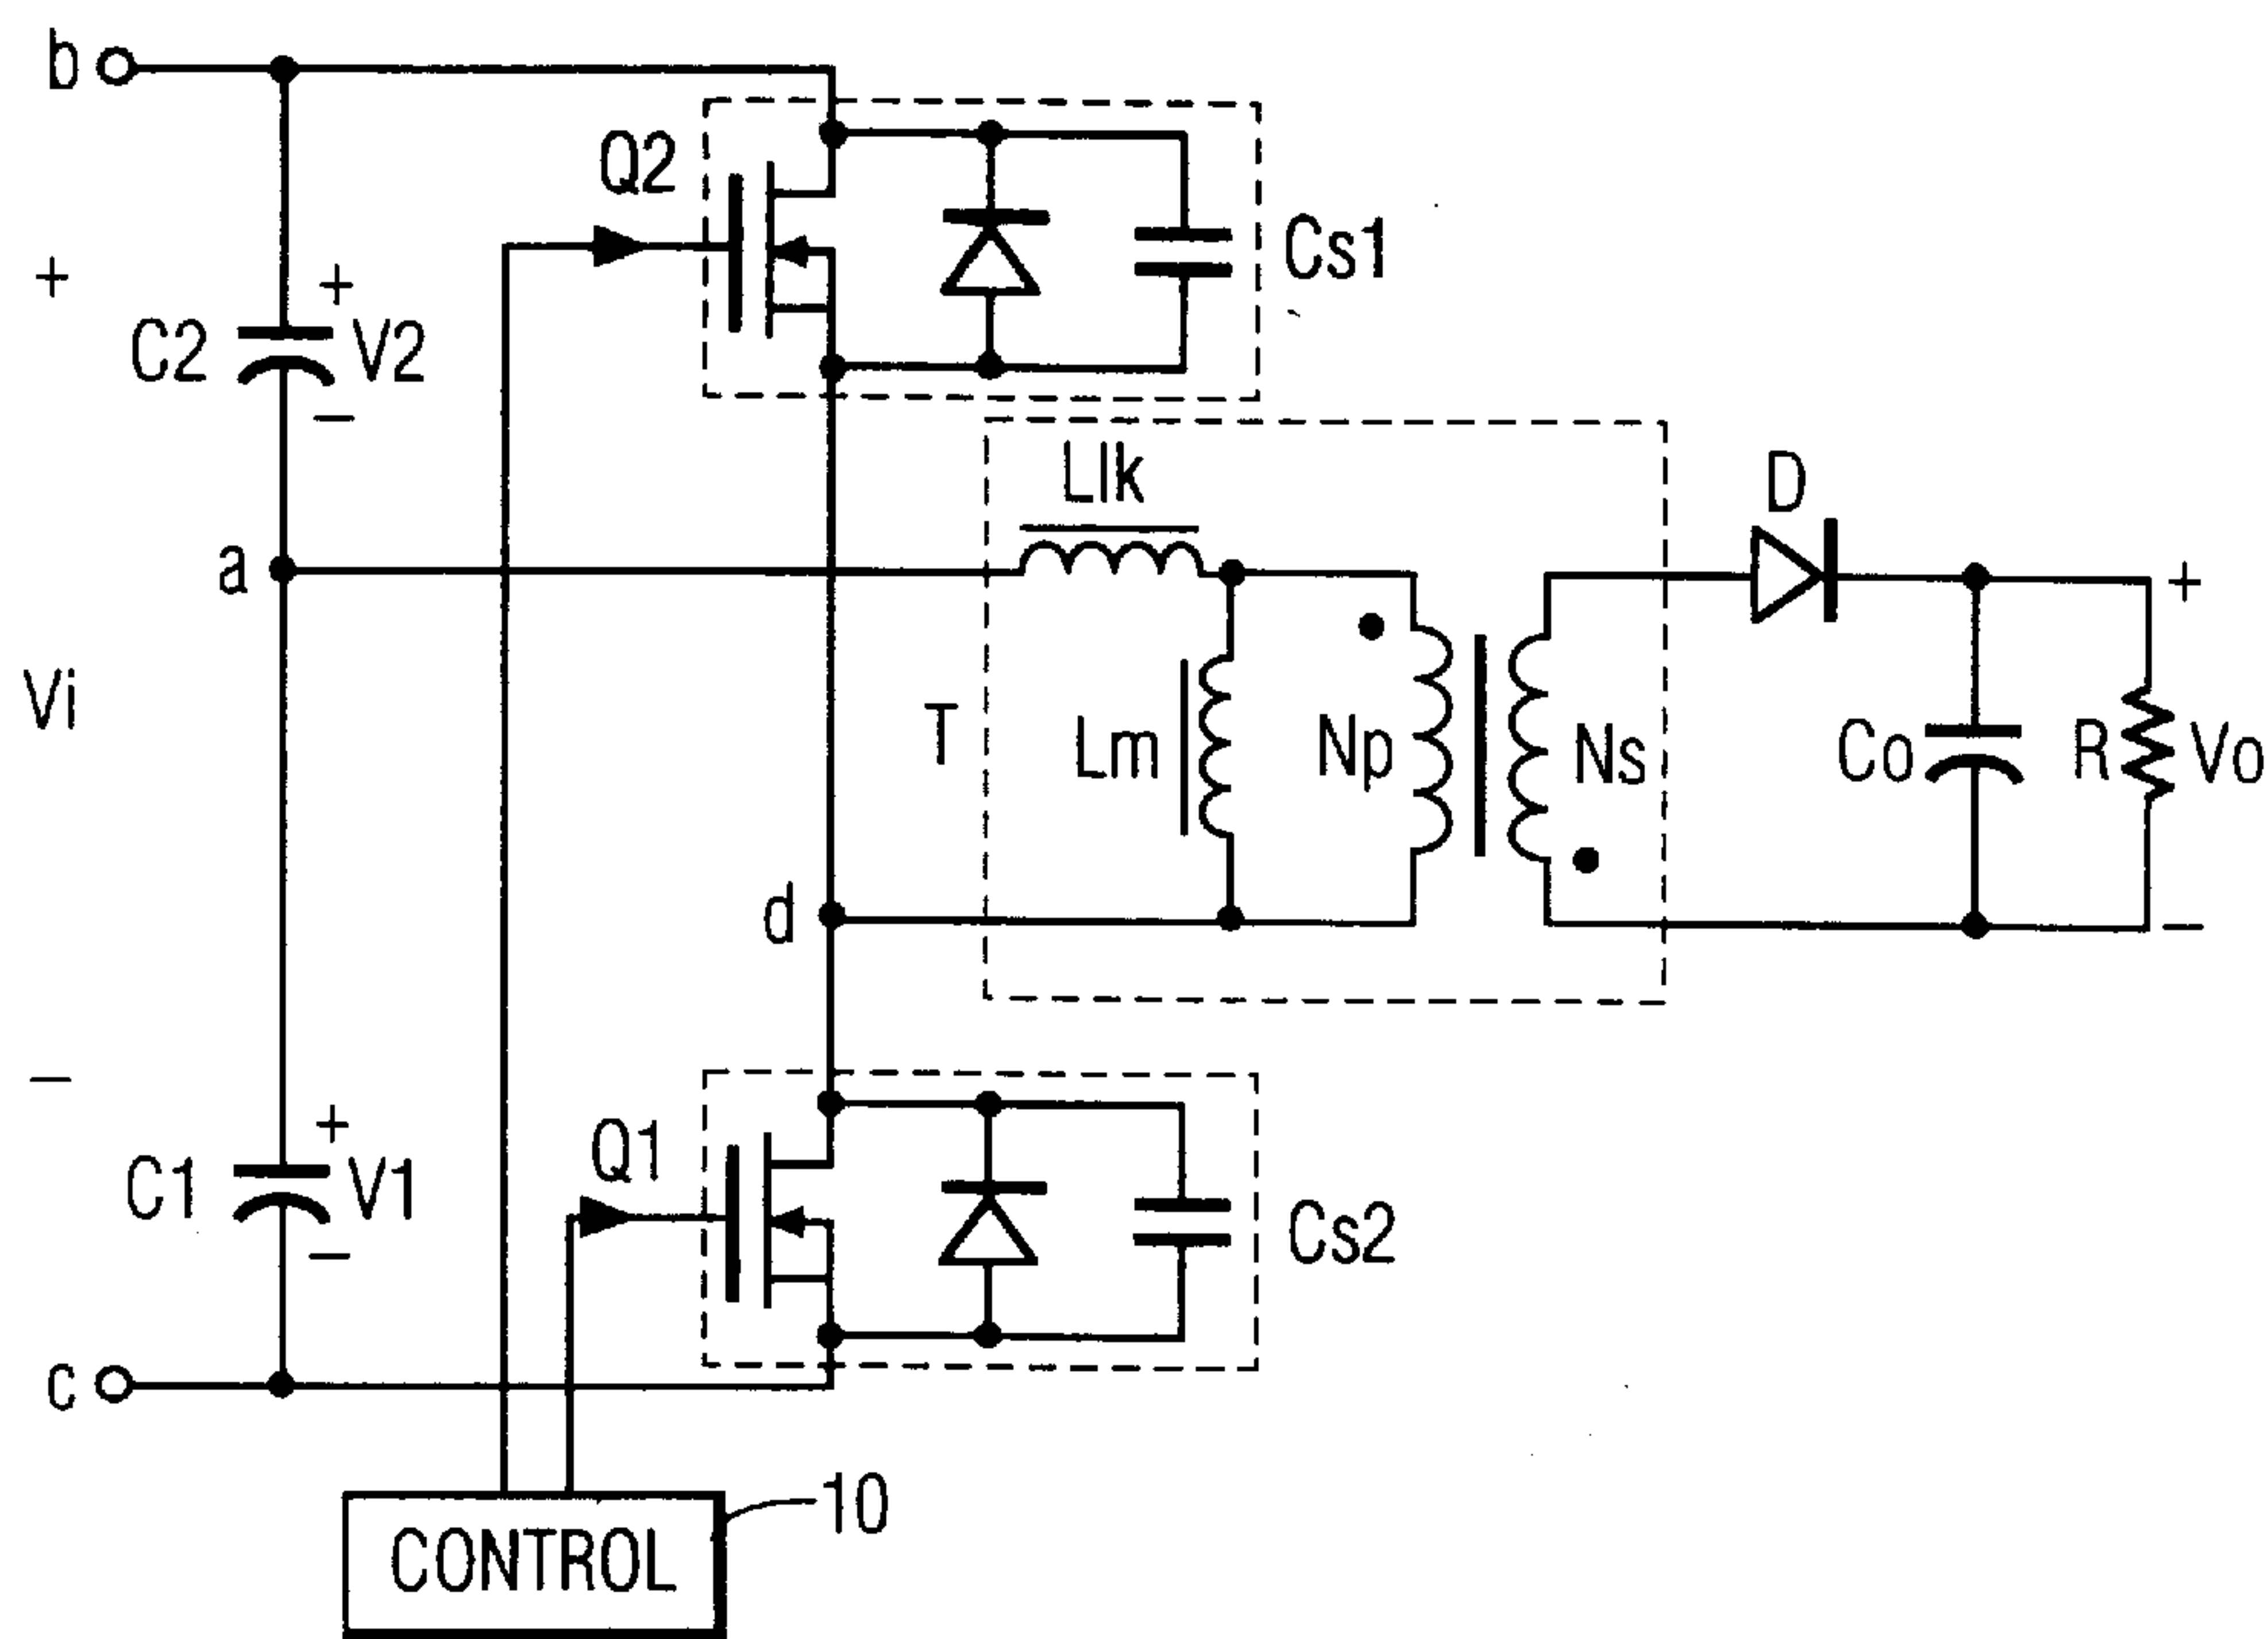 b
Q2
Cs1
+
+
C2
V2
−
Llk
D
a
+
Vi
T
Lm
Np
Ns
Co
R
Vo
d
−
−
+
Q1
C1
V1
Cs2
−
c
10
CONTROL